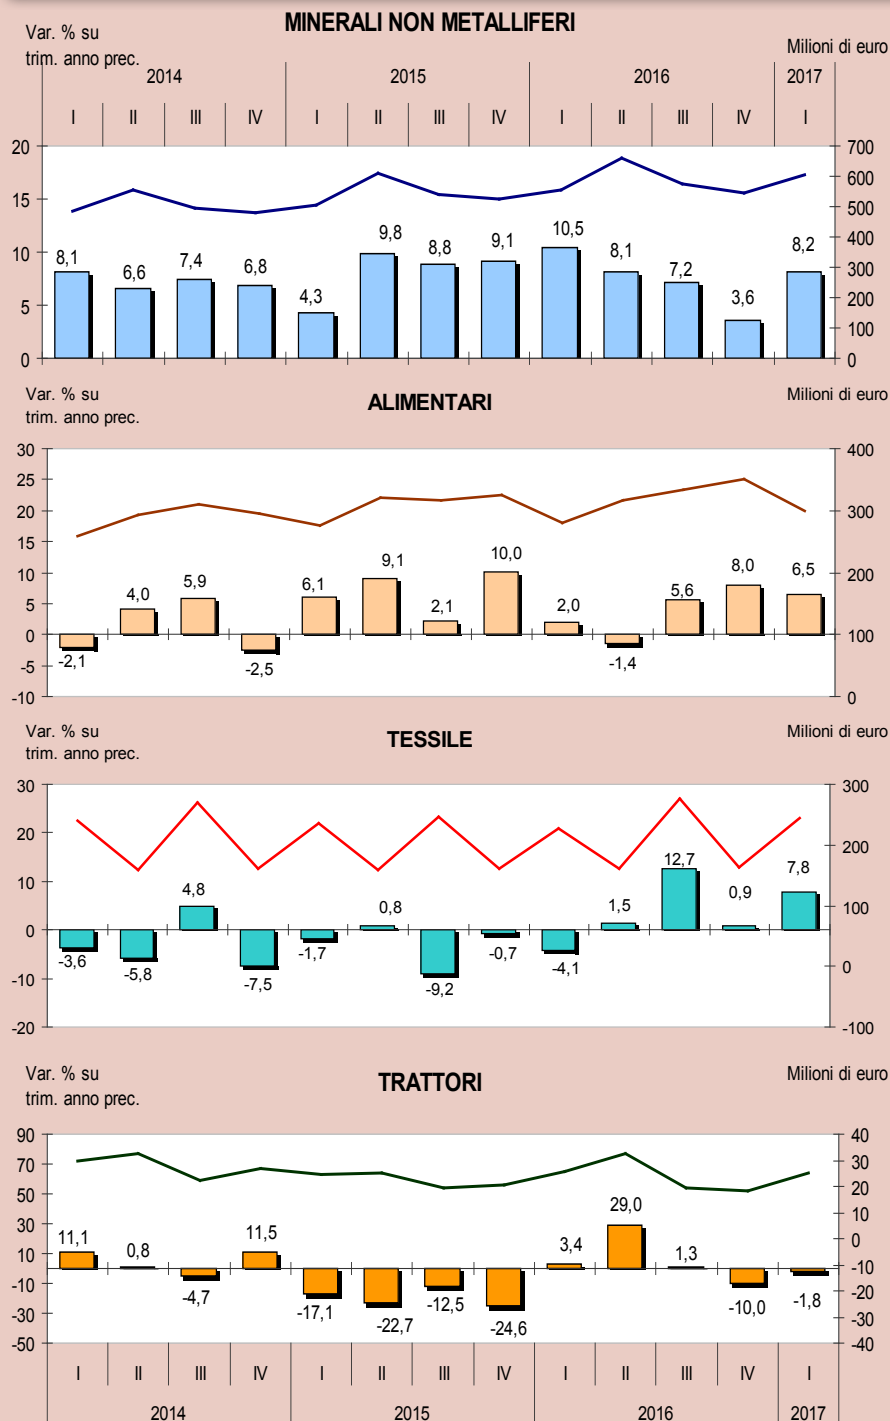 MINERALI NON METALLIFERI
Var. % su
trim. anno prec.
Milioni di euro
2014 2015 2016 2017
I II III IV I II III IV I II III IV I
20 700
600
15 500
400
10 300
200
5 100
0 0
8,1 6,6 7,4 6,8 4,3 9,8 8,8 9,1 10,5 8,1 7,2 3,6 8,2
Var. % su
trim. anno prec.
ALIMENTARI
Milioni di euro
30 400
25
20 300
15
10 200
5
0 100
-5
-10 0
-2,1 4,0 5,9 -2,5 6,1 9,1 2,1 10,0 2,0 -1,4 5,6 8,0 6,5
Var. % su
trim. anno prec.
TESSILE
Milioni di euro
30 300
20 200
10 100
0
-10 0
-20 -100
-3,6 -5,8 4,8 -7,5 -1,7 0,8 -9,2 -0,7 -4,1 1,5 12,7 0,9 7,8
Var. % su
trim. anno prec.
TRATTORI
Milioni di euro
90 40
70 30
50 20
30 10
10 0
-10 -10
-30 -20
-50 -30
-40
11,1 0,8 -4,7 11,5 -17,1 -22,7 -12,5 -24,6 3,4 29,0 1,3 -10,0 -1,8
I II III IV I II III IV I II III IV I
2014 2015 2016 2017